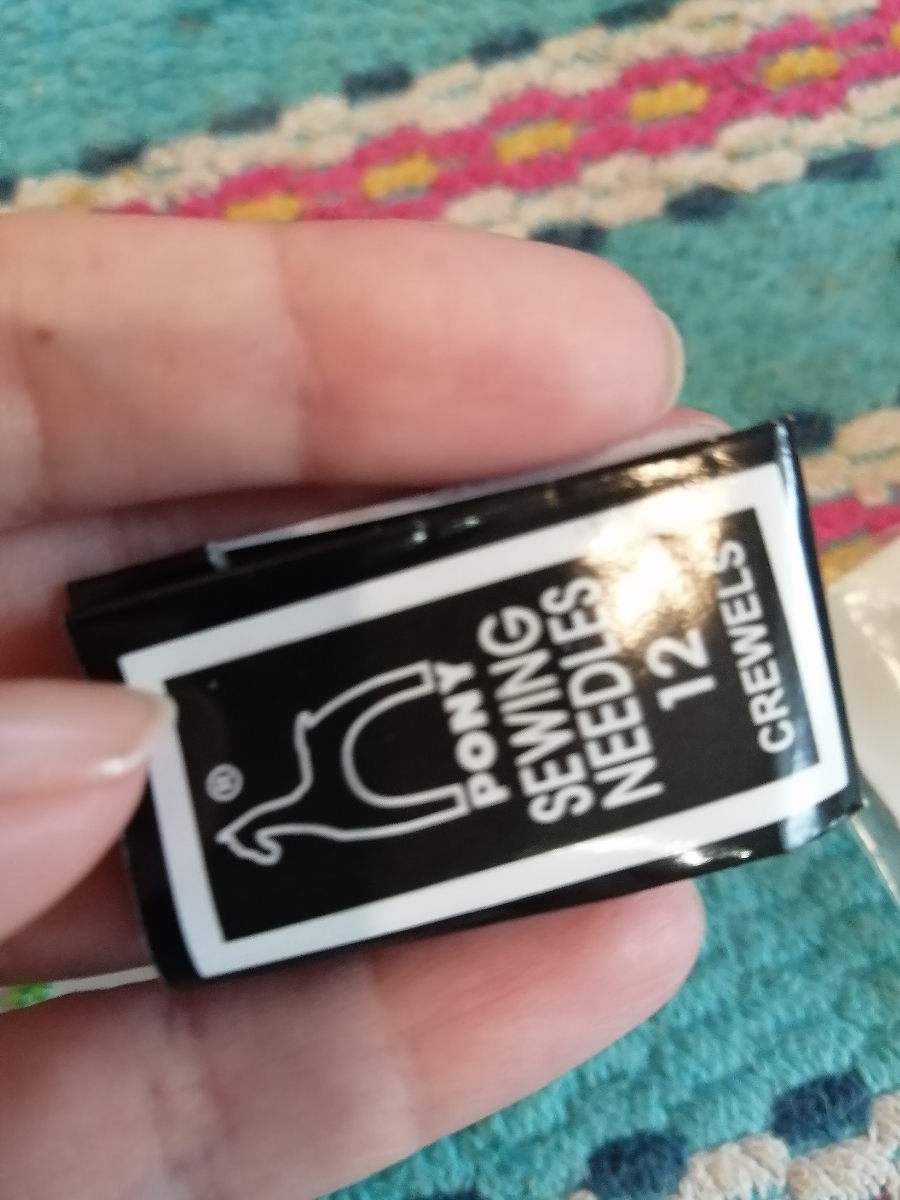 ®
PONY
SEWING
NEEDLES
12
CREWELS